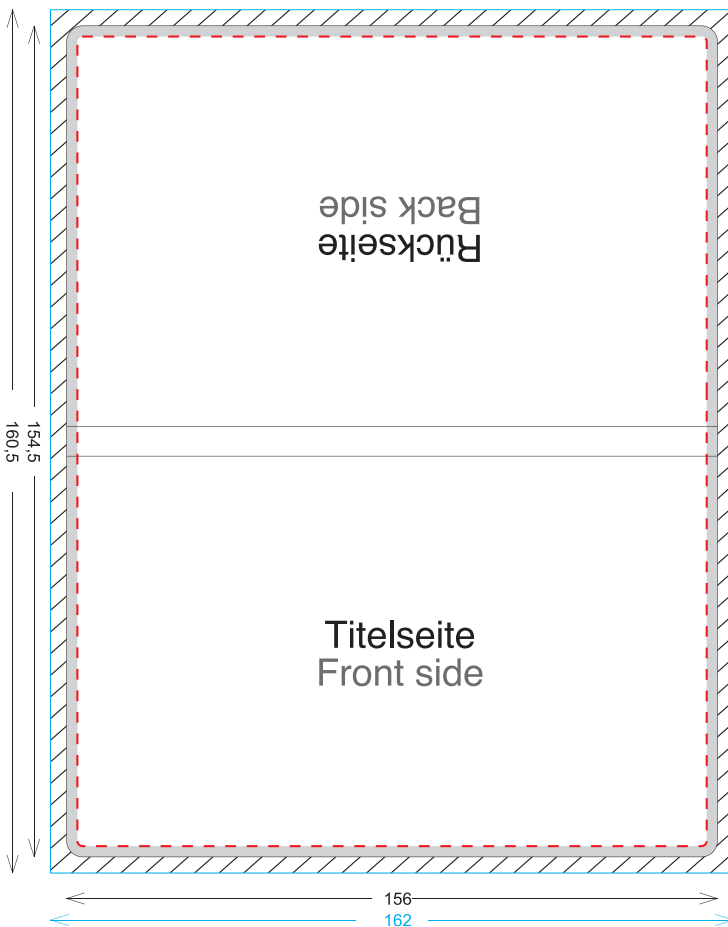 Back side
Rückseite
160,5
154,5
Titelseite
Front side
156
162